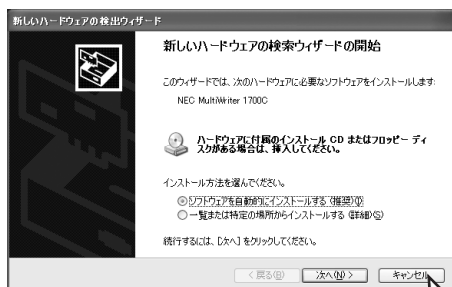 新しいハードウェアの検出ウィザード
新しいハードウェアの検索ウィザードの開始
このウィザードでは、次のハードウェアに必要なソフトウェアをインストールします:
NEC MultiWriter 1700C
ハードウェアに付属のインストール CD またはフロッピー ディ
スクがある場合は、挿入してください。
インストール方法を選んでください。
ソフトウェアを自動的にインストールする (推奨)(I)
一覧または特定の場所からインストールする (詳細)(S)
続行するには、[次へ] をクリックしてください。
< 戻る(B) 次へ(N) > キャンセル